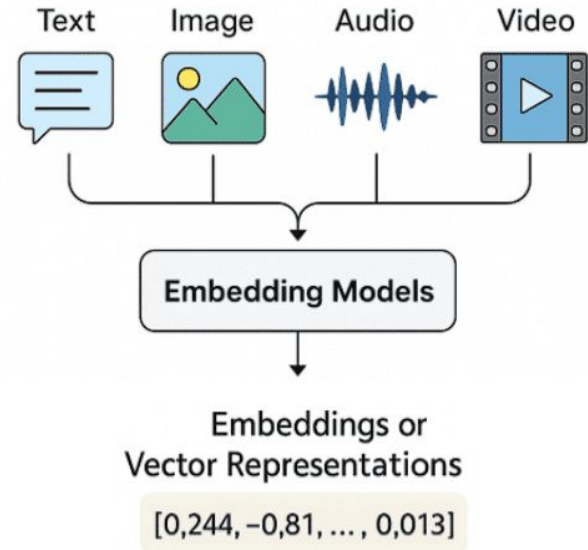 Text Image Audio Video
Embedding Models
Embeddings or
Vector Representations
[0,244, –0,81, ... , 0,013]